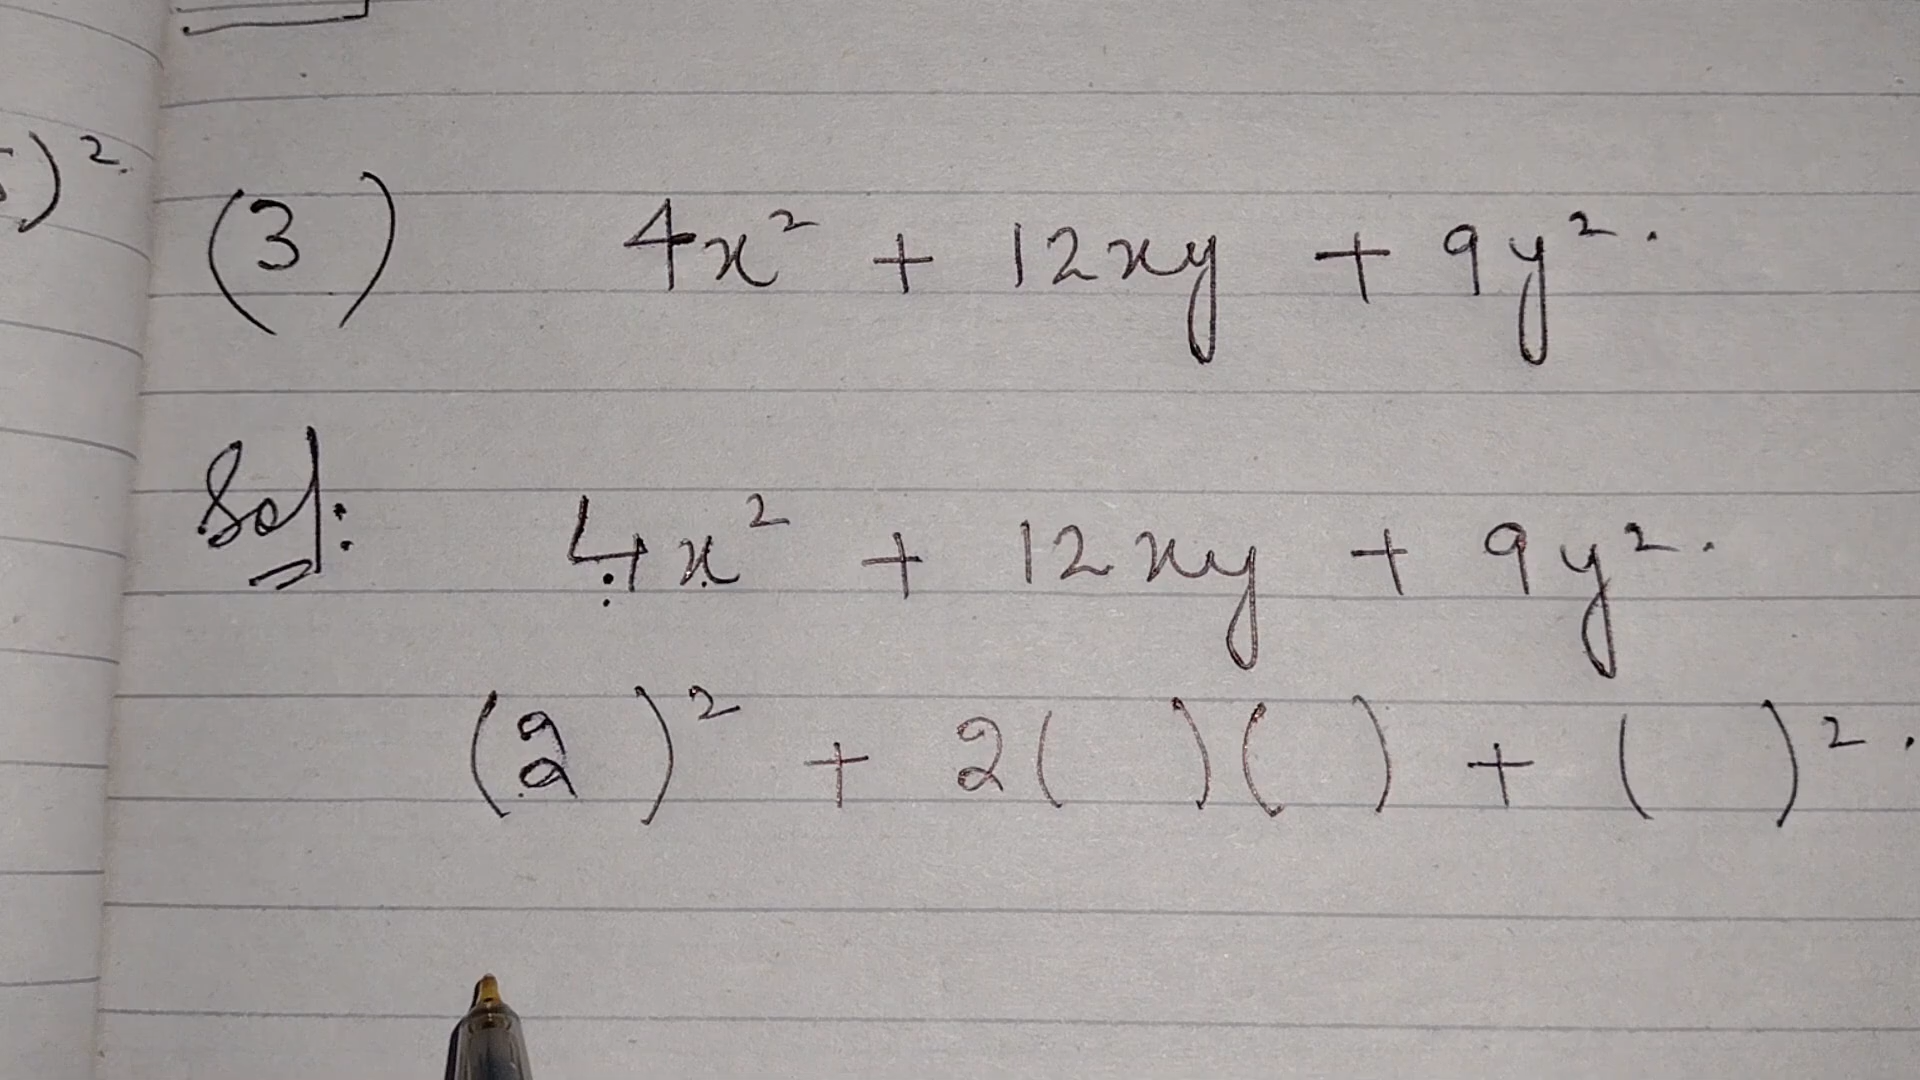 )².
(3) 4x² + 12xy + 9y².
Sol: 4x² + 12xy + 9y².
(2 )² + 2( )( ) + ( )².